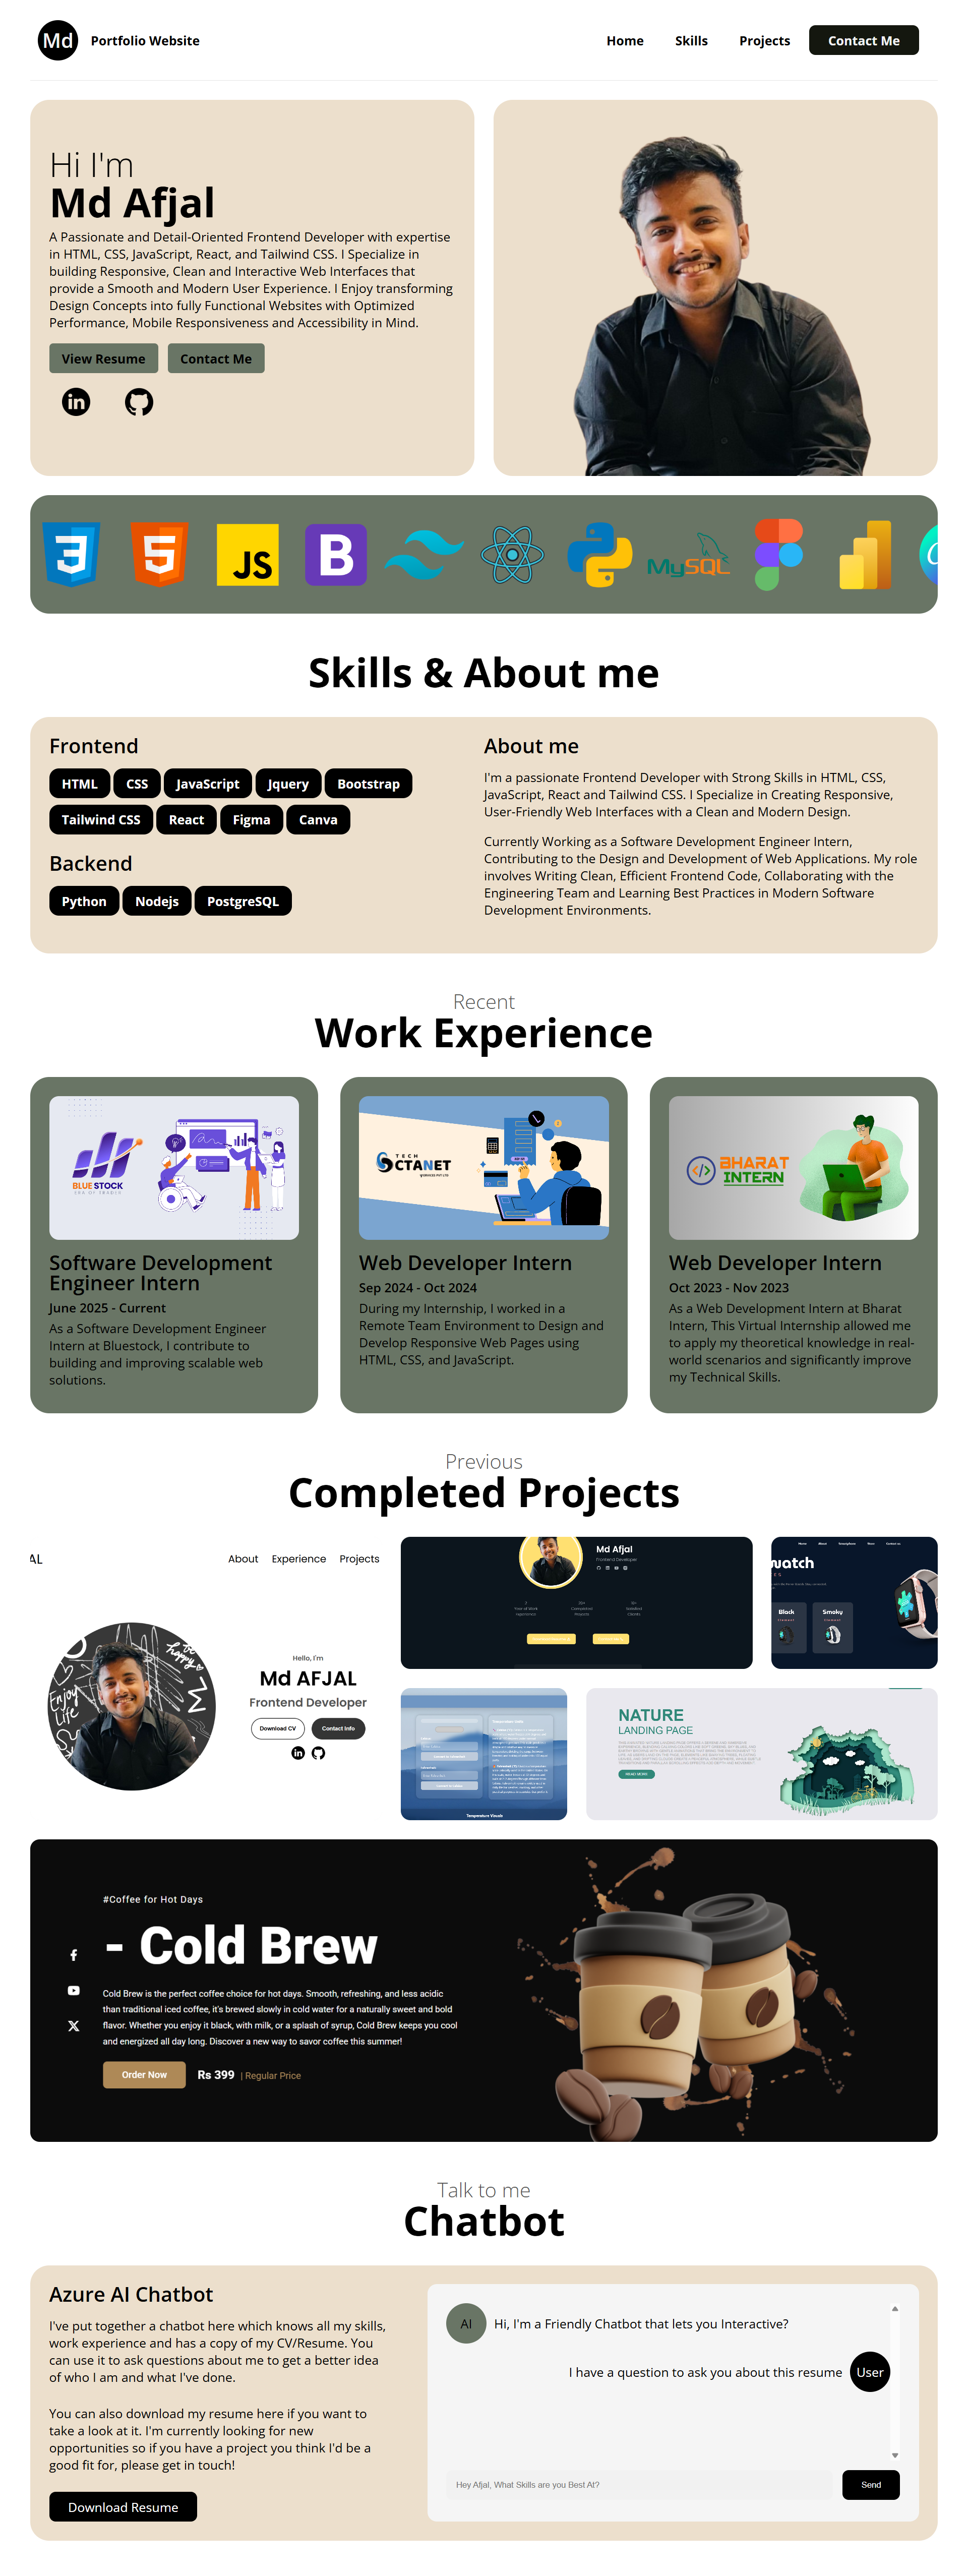 Md
Portfolio Website
Home
Skills
Projects
Contact Me
Hi I'm
Md Afjal
A Passionate and Detail-Oriented Frontend Developer with expertise
in HTML, CSS, JavaScript, React, and Tailwind CSS. I Specialize in
building Responsive, Clean and Interactive Web Interfaces that
provide a Smooth and Modern User Experience. I Enjoy transforming
Design Concepts into fully Functional Websites with Optimized
Performance, Mobile Responsiveness and Accessibility in Mind.
View Resume
Contact Me
in
3
5
JS
B
MySQL
Skills & About me
Frontend
HTML
CSS
JavaScript
Jquery
Bootstrap
Tailwind CSS
React
Figma
Canva
Backend
Python
Nodejs
PostgreSQL
About me
I'm a passionate Frontend Developer with Strong Skills in HTML, CSS,
JavaScript, React and Tailwind CSS. I Specialize in Creating Responsive,
User-Friendly Web Interfaces with a Clean and Modern Design.
Currently Working as a Software Development Engineer Intern,
Contributing to the Design and Development of Web Applications. My role
involves Writing Clean, Efficient Frontend Code, Collaborating with the
Engineering Team and Learning Best Practices in Modern Software
Development Environments.
Recent
Work Experience
BLUE STOCK
Software Development
Engineer Intern
June 2025 - Current
As a Software Development Engineer
Intern at Bluestock, I contribute to
building and improving scalable web
solutions.
TECH
OCTANET
Web Developer Intern
Sep 2024 - Oct 2024
During my Internship, I worked in a
Remote Team Environment to Design and
Develop Responsive Web Pages using
HTML, CSS, and JavaScript.
BHARAT
INTERN
Web Developer Intern
Oct 2023 - Nov 2023
As a Web Development Intern at Bharat
Intern, This Virtual Internship allowed me
to apply my theoretical knowledge in real-
world scenarios and significantly improve
my Technical Skills.
Previous
Completed Projects
AL
About
Experience
Projects
Enjoy
Life
happy
Hello, I'm
Md AFJAL
Frontend Developer
Download CV
Contact Info
Md Afjal
Frontend Developer
watch
Black
Smoky
Temperature Visuals
NATURE
LANDING PAGE
READ MORE
#Coffee for Hot Days
- Cold Brew
Cold Brew is the perfect coffee choice for hot days. Smooth, refreshing, and less acidic
than traditional iced coffee, it's brewed slowly in cold water for a naturally sweet and bold
flavor. Whether you enjoy it black, with milk, or a splash of syrup, Cold Brew keeps you cool
and energized all day long. Discover a new way to savor coffee this summer!
Order Now
Rs 399 | Regular Price
Talk to me
Chatbot
Azure AI Chatbot
I've put together a chatbot here which knows all my skills,
work experience and has a copy of my CV/Resume. You
can use it to ask questions about me to get a better idea
of who I am and what I've done.
You can also download my resume here if you want to
take a look at it. I'm currently looking for new
opportunities so if you have a project you think I'd be a
good fit for, please get in touch!
Download Resume
AI
Hi, I'm a Friendly Chatbot that lets you Interactive?
I have a question to ask you about this resume
User
Hey Afjal, What Skills are you Best At?
Send